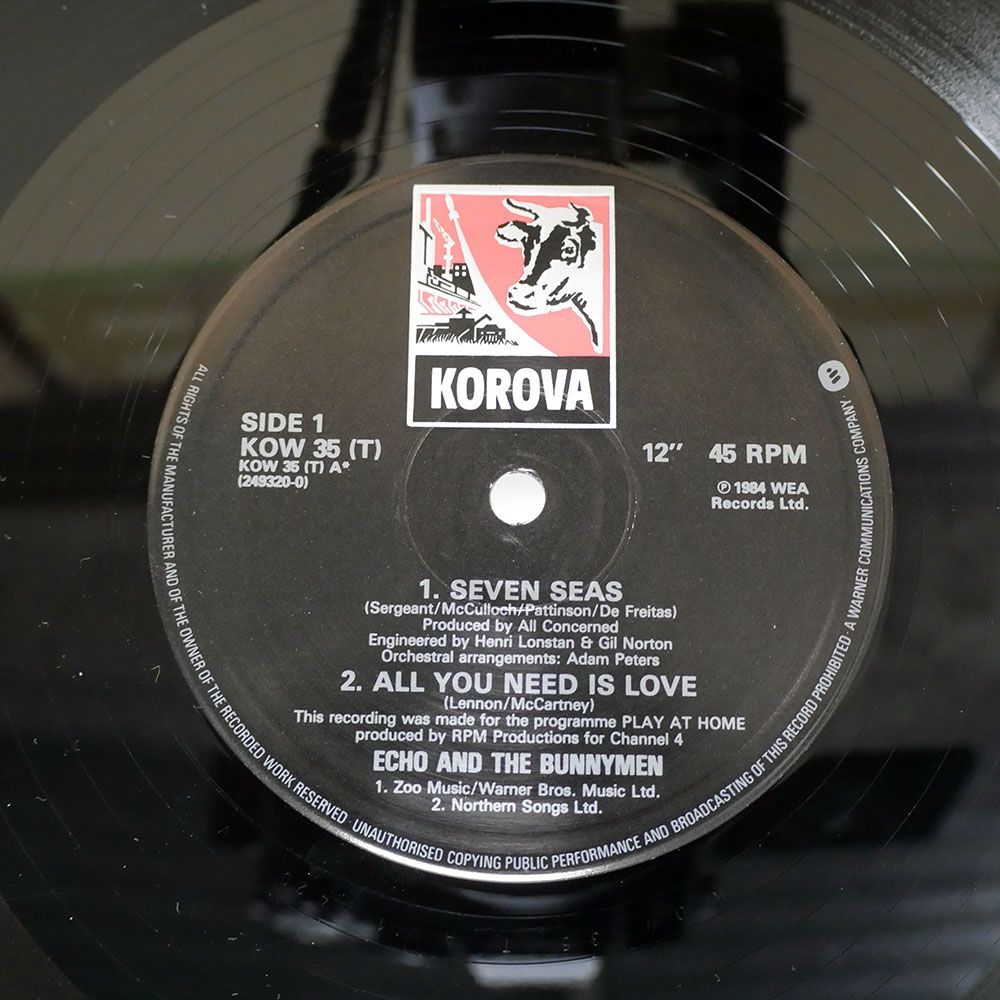 KOROVA
SIDE 1
KOW 35 (T)
KOW 35 (T) A*
(249320-0)
12” 45 RPM
Ⓟ 1984 WEA
Records Ltd.
1. SEVEN SEAS
(Sergeant/McCulloch/Pattinson/De Freitas)
Produced by All Concerned
Engineered by Henri Lonstan & Gil Norton
Orchestral arrangements: Adam Peters
2. ALL YOU NEED IS LOVE
(Lennon/McCartney)
This recording was made for the programme PLAY AT HOME
produced by RPM Productions for Channel 4
ECHO AND THE BUNNYMEN
1. Zoo Music/Warner Bros. Music Ltd.
2. Northern Songs Ltd.
ALL RIGHTS OF THE MANUFACTURER AND OF THE OWNER OF THE RECORDED WORK RESERVED · UNAUTHORISED COPYING PUBLIC PERFORMANCE AND BROADCASTING OF THIS RECORD PROHIBITED · A WARNER COMMUNICATIONS COMPANY ·